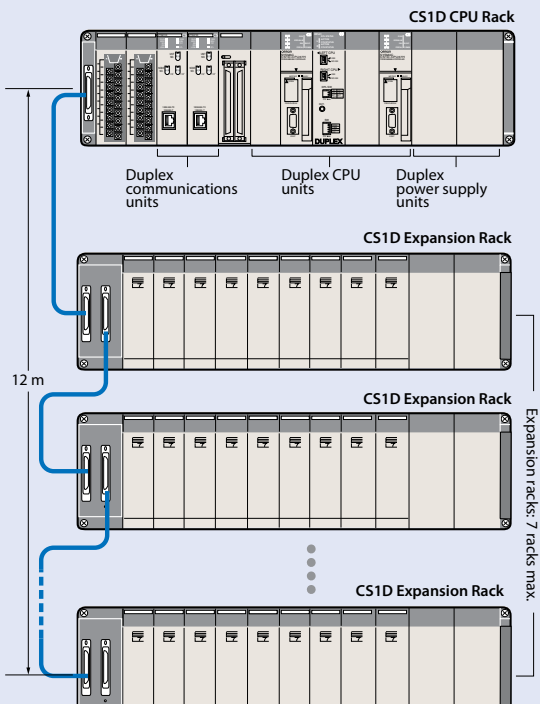 CS1D CPU Rack
DUPLEX
Duplex
communications
units
Duplex CPU
units
Duplex
power supply
units
CS1D Expansion Rack
12 m
CS1D Expansion Rack
Expansion racks: 7 racks max.
CS1D Expansion Rack